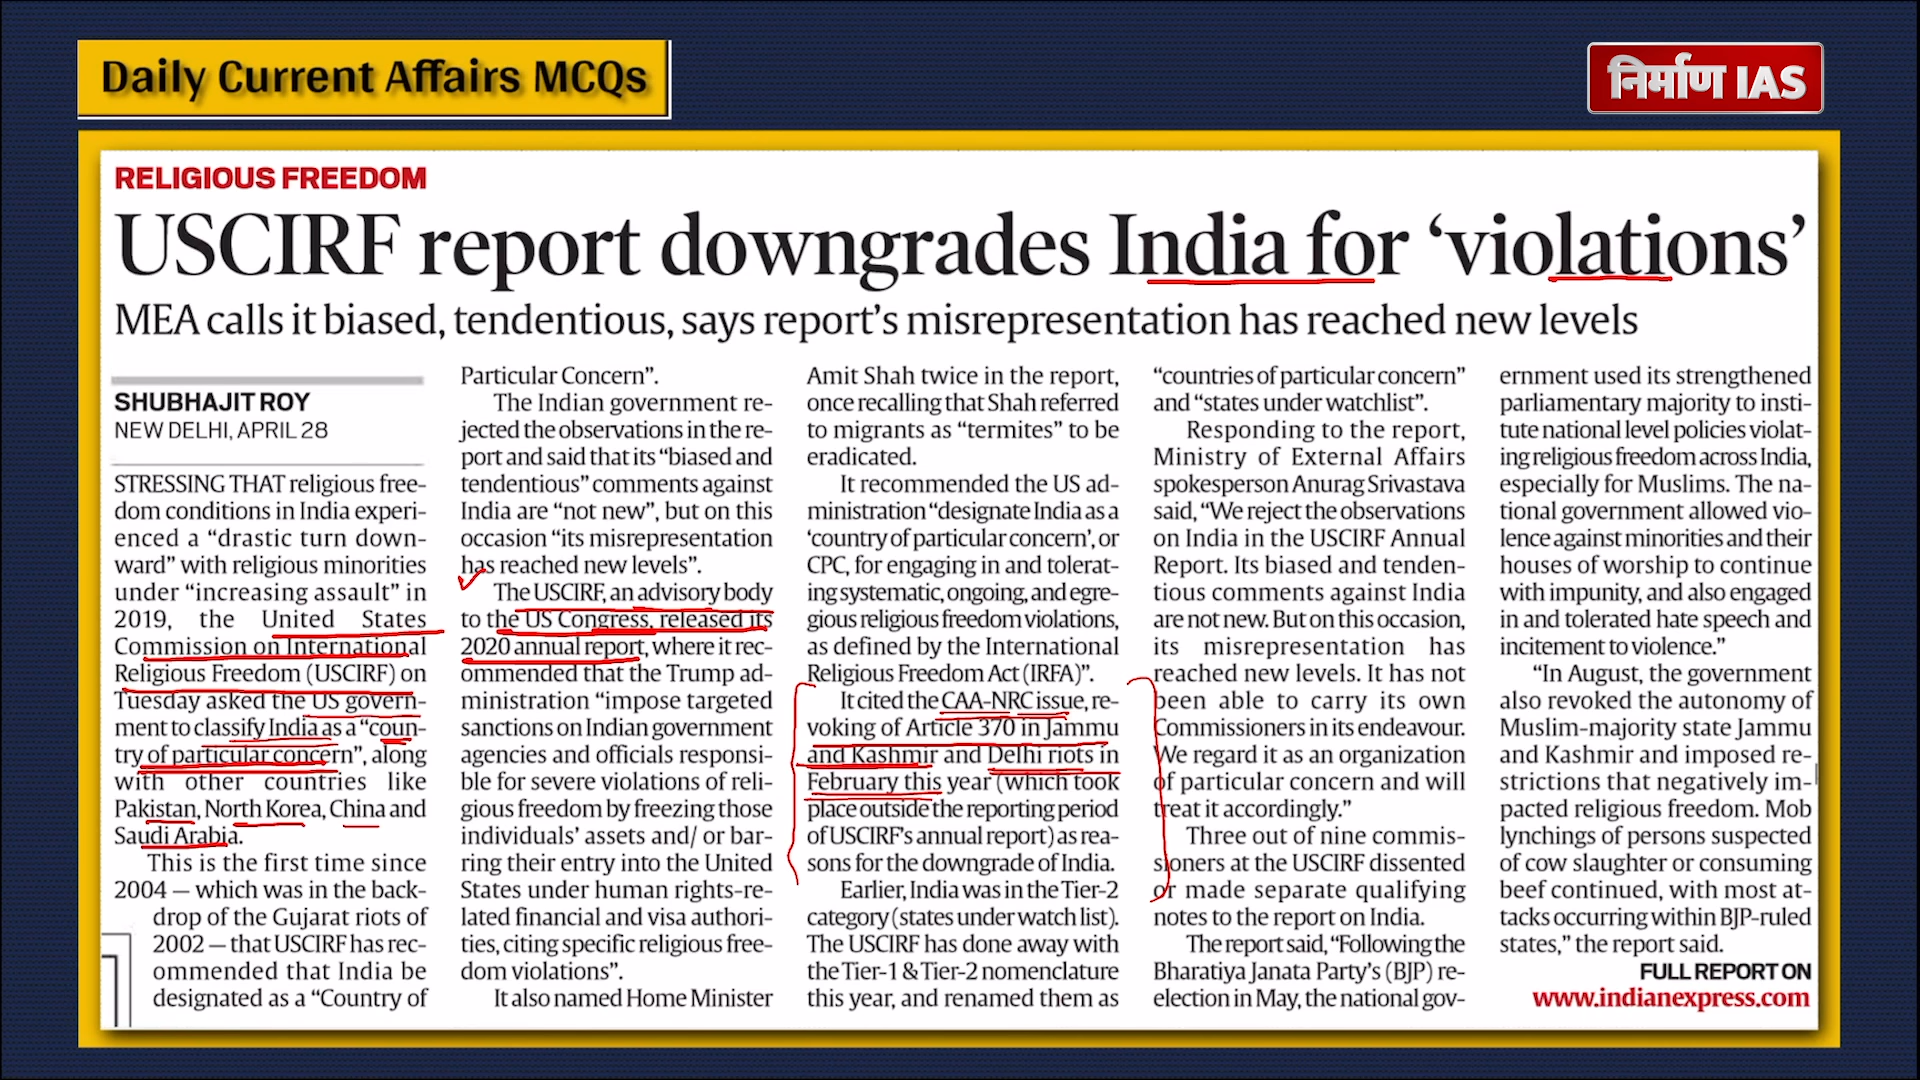 Daily Current Affairs MCQs
निर्माण IAS
RELIGIOUS FREEDOM
USCIRF report downgrades India for ‘violations’
MEA calls it biased, tendentious, says report’s misrepresentation has reached new levels
SHUBHAJIT ROY
NEW DELHI, APRIL 28
STRESSING THAT religious free-
dom conditions in India experi-
enced a “drastic turn down-
ward” with religious minorities
under “increasing assault” in
2019, the United States
Commission on International
Religious Freedom (USCIRF) on
Tuesday asked the US govern-
ment to classify India as a “coun-
try of particular concern”, along
with other countries like
Pakistan, North Korea, China and
Saudi Arabia.
This is the first time since
2004 — which was in the back-
drop of the Gujarat riots of
2002 — that USCIRF has rec-
ommended that India be
designated as a “Country of
Particular Concern”.
The Indian government re-
jected the observations in the re-
port and said that its “biased and
tendentious” comments against
India are “not new”, but on this
occasion “its misrepresentation
has reached new levels”.
The USCIRF, an advisory body
to the US Congress, released its
2020 annual report, where it rec-
ommended that the Trump ad-
ministration “impose targeted
sanctions on Indian government
agencies and officials responsi-
ble for severe violations of reli-
gious freedom by freezing those
individuals’ assets and/ or bar-
ring their entry into the United
States under human rights-re-
lated financial and visa authori-
ties, citing specific religious free-
dom violations”.
It also named Home Minister
Amit Shah twice in the report,
once recalling that Shah referred
to migrants as “termites” to be
eradicated.
It recommended the US ad-
ministration “designate India as a
‘country of particular concern’, or
CPC, for engaging in and tolerat-
ing systematic, ongoing, and egre-
gious religious freedom violations,
as defined by the International
Religious Freedom Act (IRFA)”.
It cited the CAA-NRC issue, re-
voking of Article 370 in Jammu
and Kashmir and Delhi riots in
February this year (which took
place outside the reporting period
of USCIRF’s annual report) as rea-
sons for the downgrade of India.
Earlier, India was in the Tier-2
category (states under watch list).
The USCIRF has done away with
the Tier-1 & Tier-2 nomenclature
this year, and renamed them as
“countries of particular concern”
and “states under watchlist”.
Responding to the report,
Ministry of External Affairs
spokesperson Anurag Srivastava
said, “We reject the observations
on India in the USCIRF Annual
Report. Its biased and tenden-
tious comments against India
are not new. But on this occasion,
its misrepresentation has
reached new levels. It has not
been able to carry its own
Commissioners in its endeavour.
We regard it as an organization
of particular concern and will
treat it accordingly.”
Three out of nine commis-
sioners at the USCIRF dissented
or made separate qualifying
notes to the report on India.
The report said, “Following the
Bharatiya Janata Party’s (BJP) re-
election in May, the national gov-
ernment used its strengthened
parliamentary majority to insti-
tute national level policies violat-
ing religious freedom across India,
especially for Muslims. The na-
tional government allowed vio-
lence against minorities and their
houses of worship to continue
with impunity, and also engaged
in and tolerated hate speech and
incitement to violence.”
“In August, the government
also revoked the autonomy of
Muslim-majority state Jammu
and Kashmir and imposed re-
strictions that negatively im-
pacted religious freedom. Mob
lynchings of persons suspected
of cow slaughter or consuming
beef continued, with most at-
tacks occurring within BJP-ruled
states,” the report said.
FULL REPORT ON
www.indianexpress.com